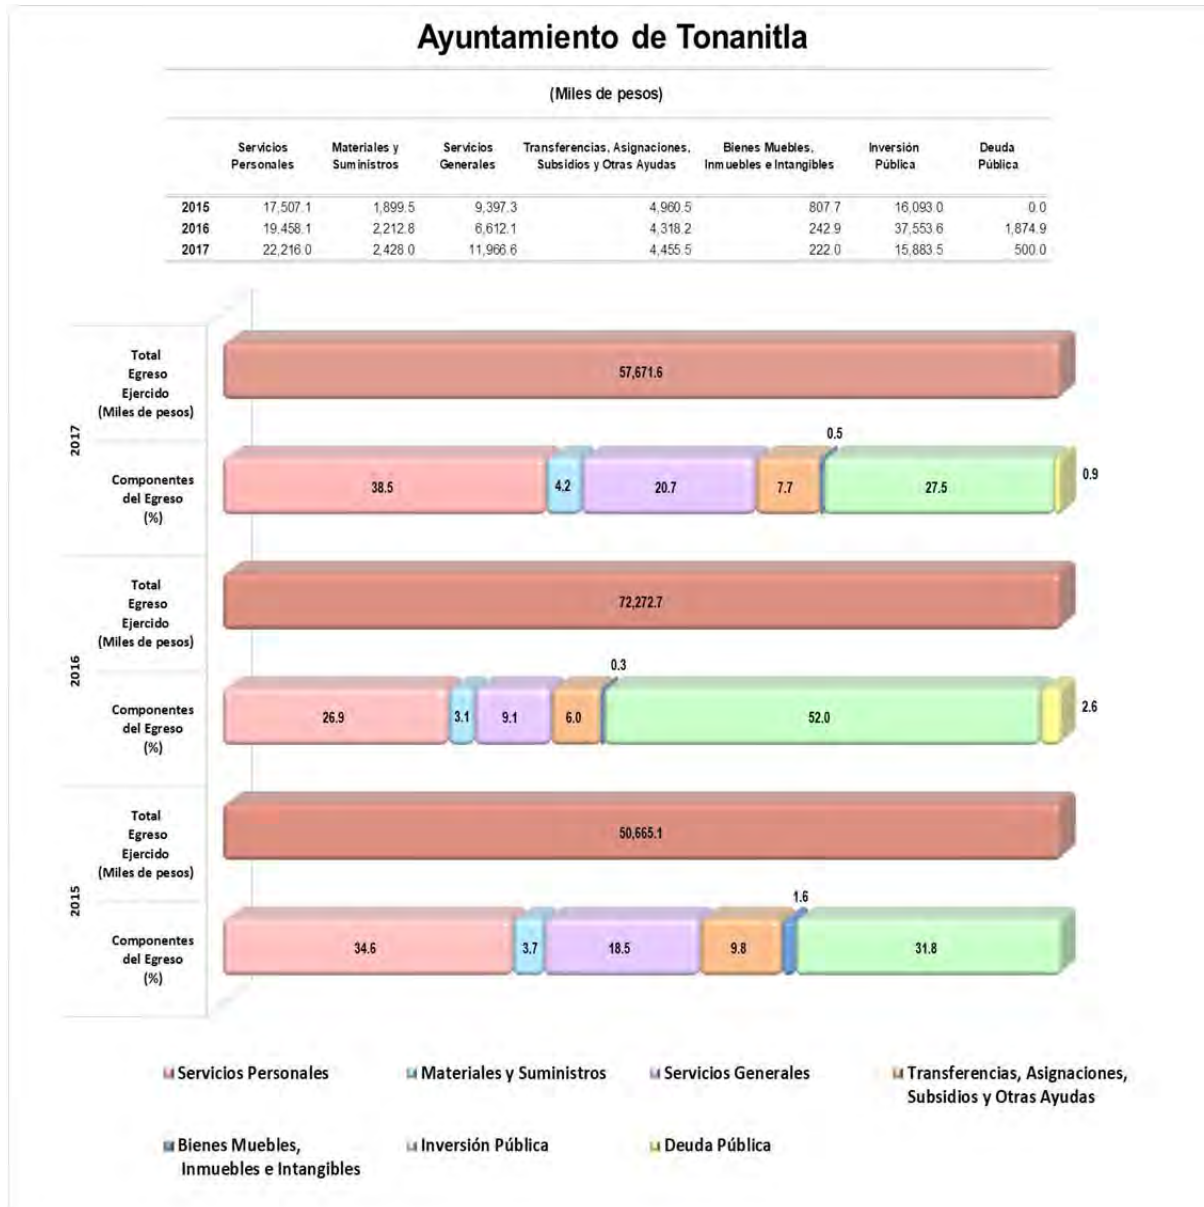 Ayuntamiento de Tonanitla
(Miles de pesos)
Servicios Personales Materiales y Suministros Servicios Generales Transferencias, Asignaciones, Subsidios y Otras Ayudas Bienes Muebles, Inmuebles e Intangibles Inversión Pública Deuda Pública
2015 17,507.1 1,899.5 9,397.3 4,960.5 807.7 16,093.0 0.0
2016 19,458.1 2,212.8 6,612.1 4,318.2 242.9 37,553.6 1,874.9
2017 22,216.0 2,428.0 11,966.6 4,455.5 222.0 15,883.5 500.0
2017
Total
Egreso
Ejercido
(Miles de pesos)
57,671.6
Componentes
del Egreso
(%)
38.5 4.2 20.7 7.7 0.5 27.5 0.9
2016
Total
Egreso
Ejercido
(Miles de pesos)
72,272.7
Componentes
del Egreso
(%)
26.9 3.1 9.1 6.0 0.3 52.0 2.6
2015
Total
Egreso
Ejercido
(Miles de pesos)
50,665.1
Componentes
del Egreso
(%)
34.6 3.7 18.5 9.8 1.6 31.8
Servicios Personales
Materiales y Suministros
Servicios Generales
Transferencias, Asignaciones,
Subsidios y Otras Ayudas
Bienes Muebles,
Inmuebles e Intangibles
Inversión Pública
Deuda Pública